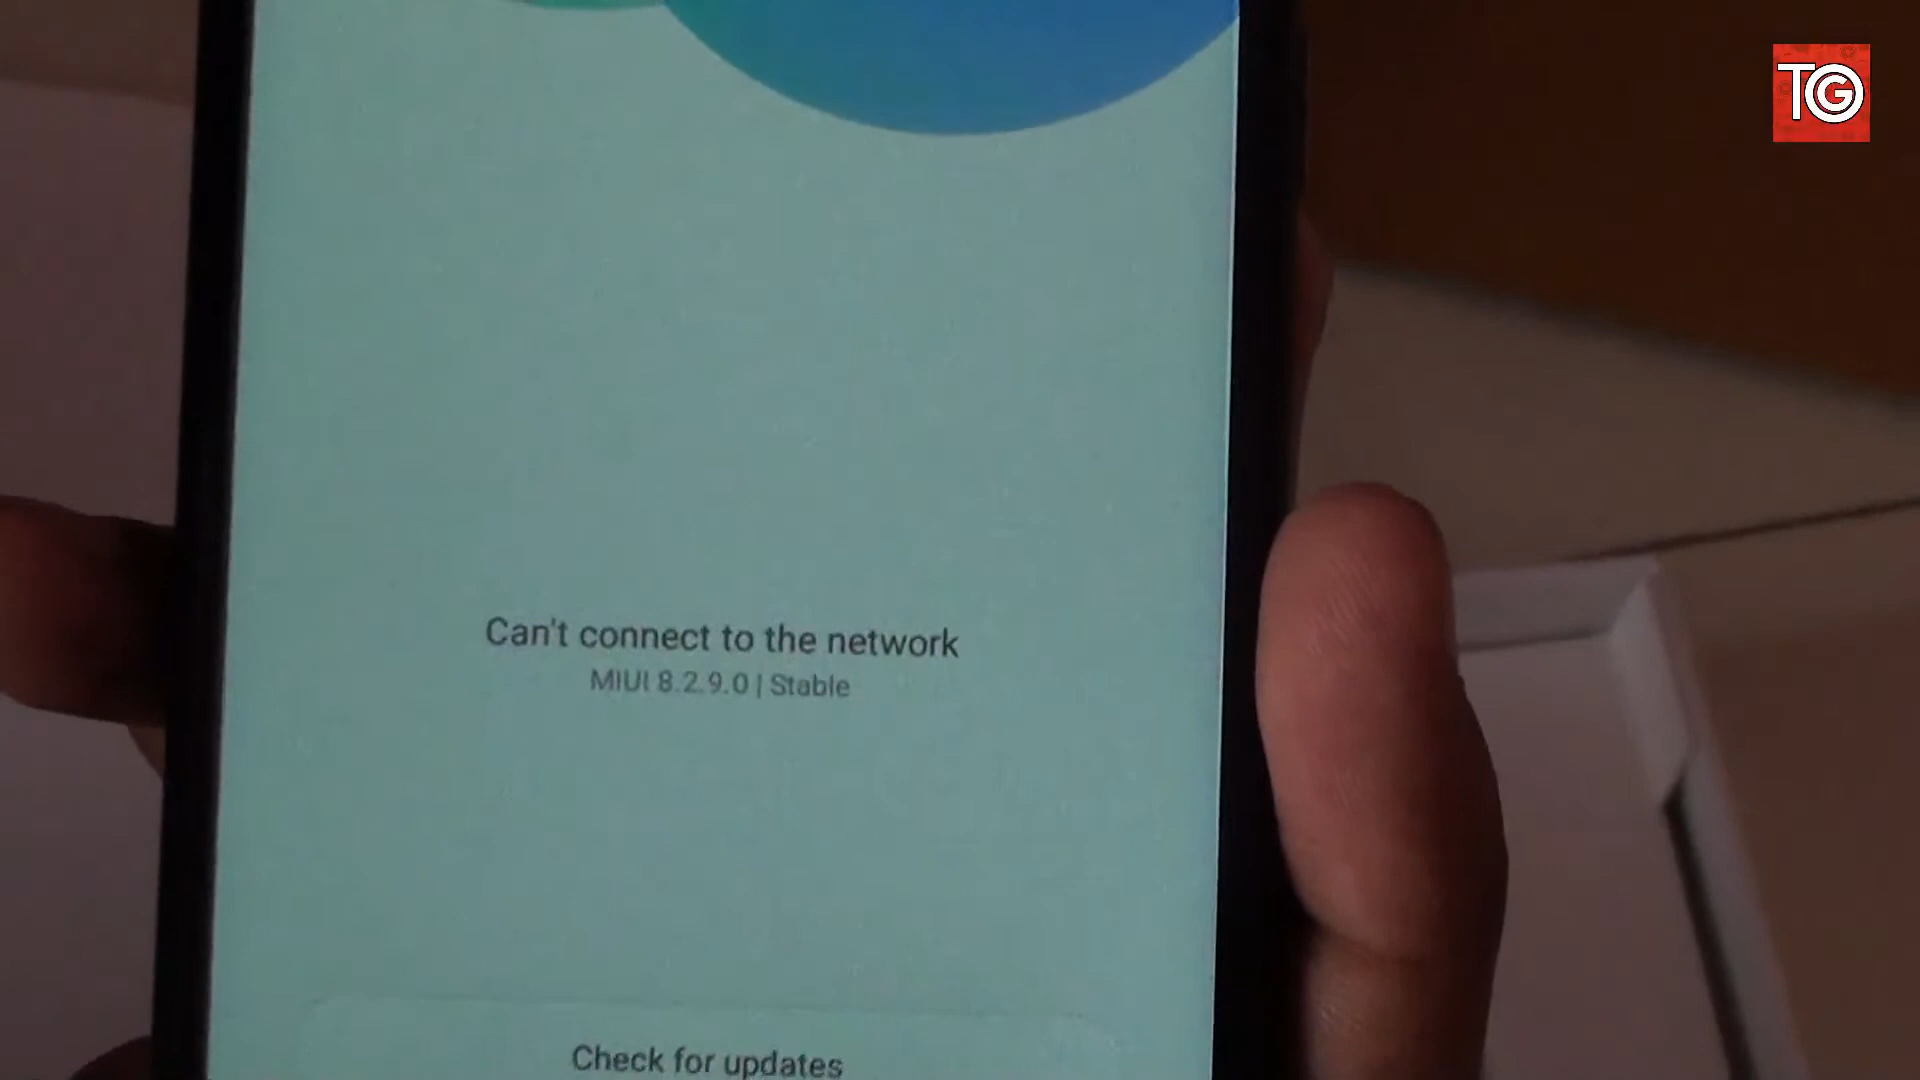 TG
Can't connect to the network
MIUI 8.2.9.0 | Stable
Check for updates